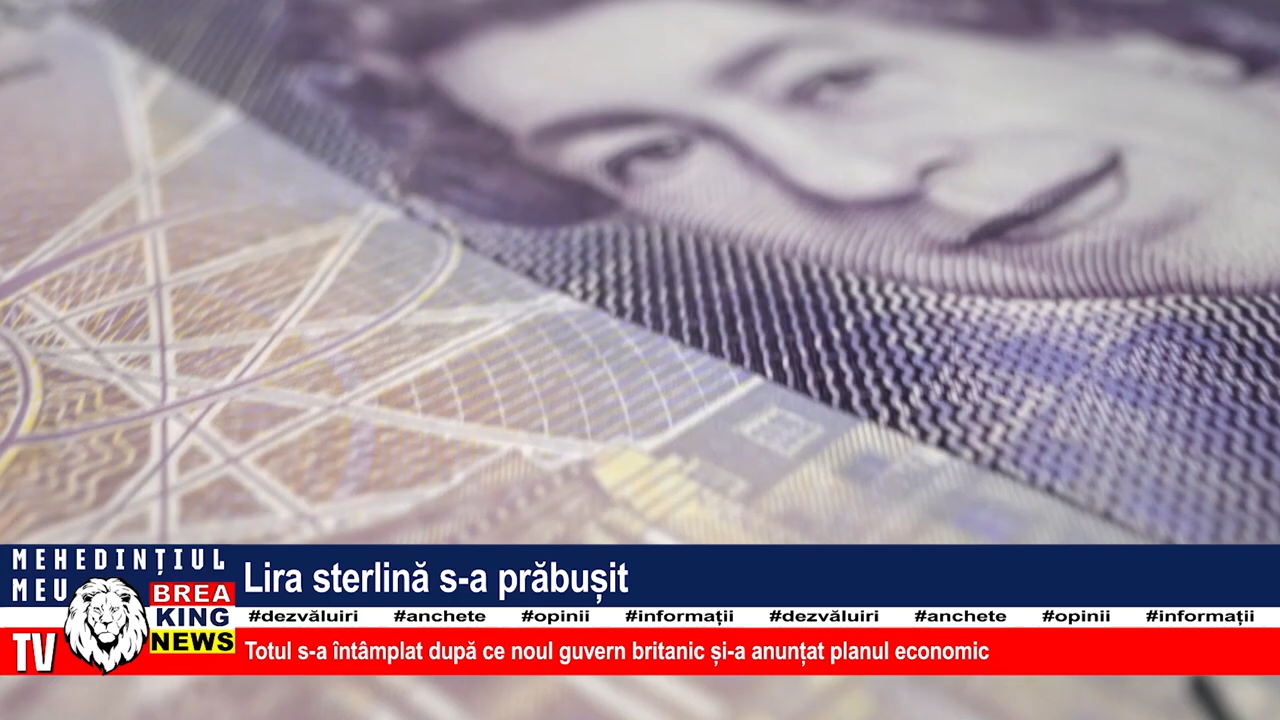 MEHEDINȚIUL
MEU
TV
BREA
KING
NEWS
Lira sterlină s-a prăbușit
#dezvăluiri #anchete #opinii #informații #dezvăluiri #anchete #opinii #informații
Totul s-a întâmplat după ce noul guvern britanic și-a anunțat planul economic